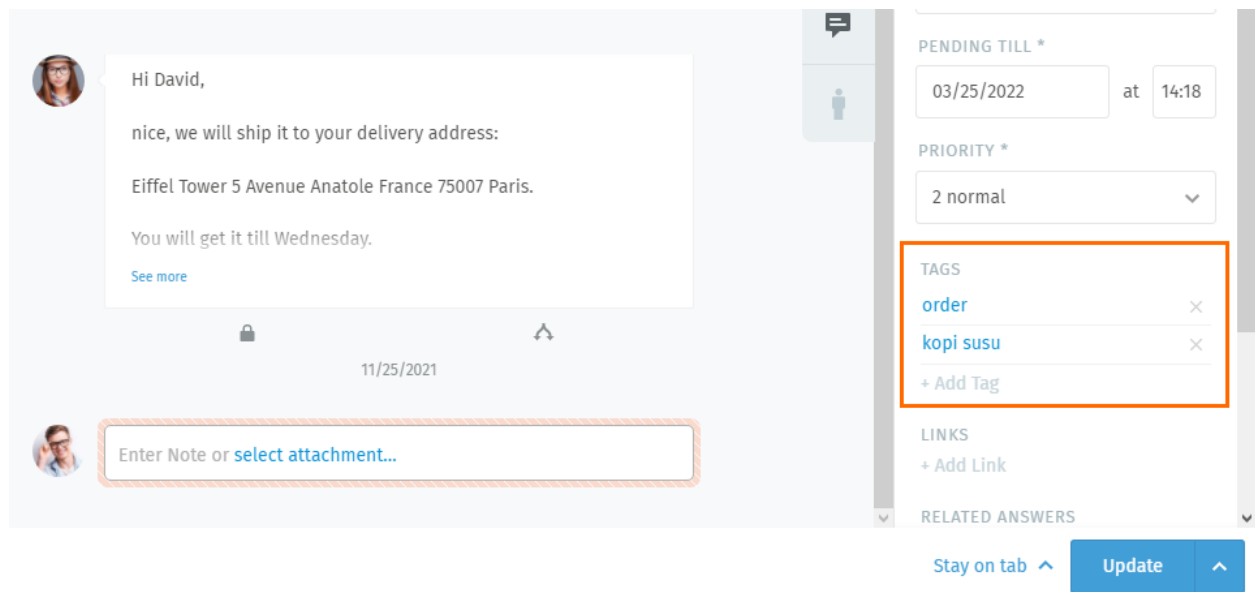 Hi David,
nice, we will ship it to your delivery address:
Eiffel Tower 5 Avenue Anatole France 75007 Paris.
You will get it till Wednesday.
See more
11/25/2021
Enter Note or select attachment...
PENDING TILL *
03/25/2022 at 14:18
PRIORITY *
2 normal
TAGS
order
kopi susu
+ Add Tag
LINKS
+ Add Link
RELATED ANSWERS
Stay on tab
Update